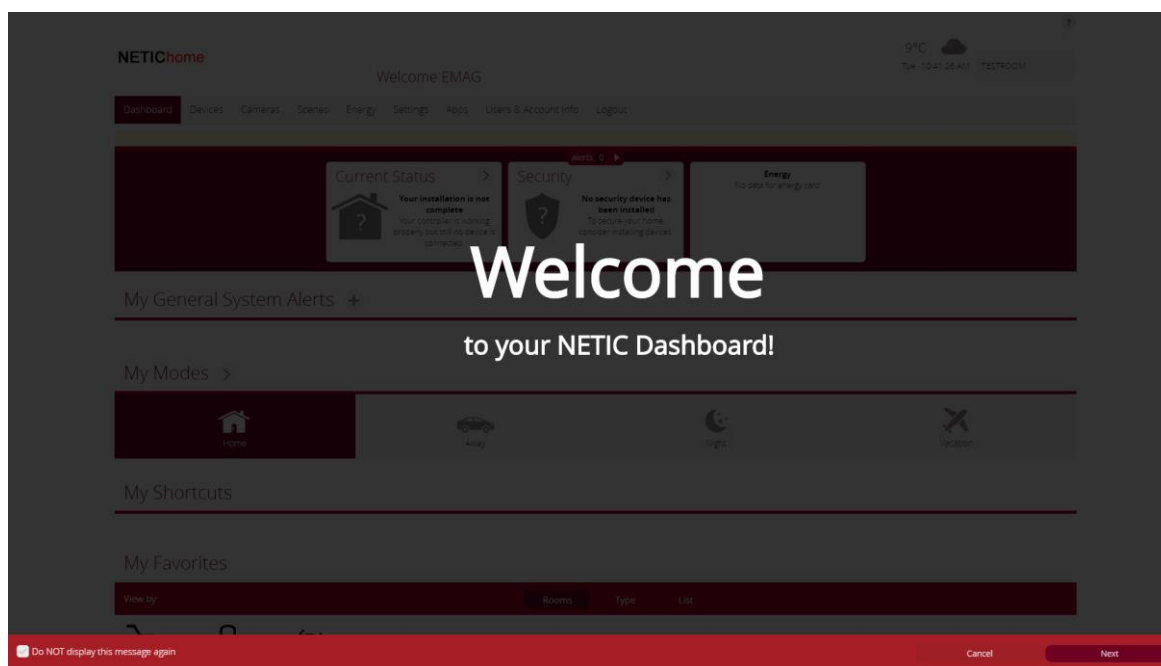 ?
9°C
NETIChome
Tue 10:41:26 AM TESTROOM
Welcome EMAG
Dashboard Devices Cameras Scenes Energy Settings Apps Users & Account Info Logout
alerts 0
Current Status
Your installation is not
complete
Your controller is working
properly but still no device is
connected
Security
No security device has
been installed
To secure your home
consider installing devices
Energy
No data for energy card
Welcome
to your NETIC Dashboard!
My General System Alerts +
My Modes >
Home Away Night Vacation
My Shortcuts
My Favorites
View by: Rooms Type List
Do NOT display this message again Cancel Next